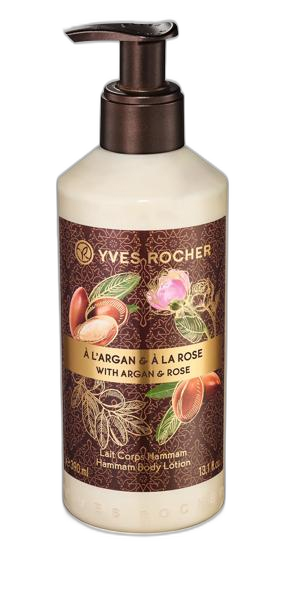 YR
YVES ROCHER
À L'ARGAN & À LA ROSE
WITH ARGAN & ROSE
Lait Corps Hammam
Hammam Body Lotion
390 ml
13.1 fl.oz
YVES ROCHER